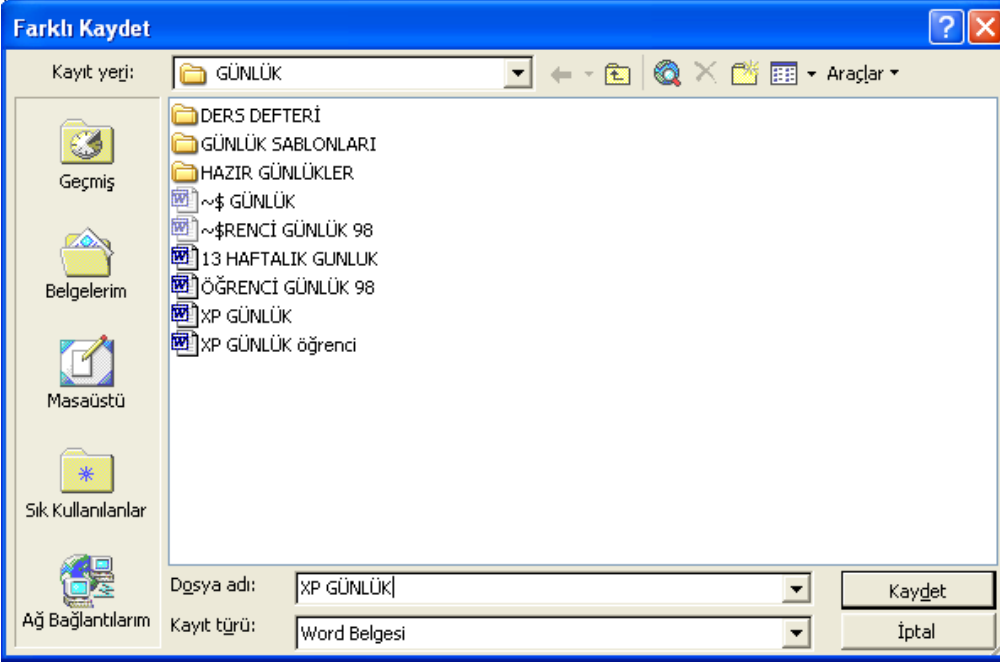 Farklı Kaydet
Kayıt yeri: GÜNLÜK Araçlar
Geçmiş
Belgelerim
Masaüstü
Sık Kullanılanlar
Ağ Bağlantılarım
DERS DEFTERİ
GÜNLÜK SABLONLARI
HAZIR GÜNLÜKLER
~$ GÜNLÜK
~$RENCİ GÜNLÜK 98
13 HAFTALIK GUNLUK
ÖĞRENCİ GÜNLÜK 98
XP GÜNLÜK
XP GÜNLÜK öğrenci
Dosya adı: XP GÜNLÜK Kaydet
Kayıt türü: Word Belgesi İptal